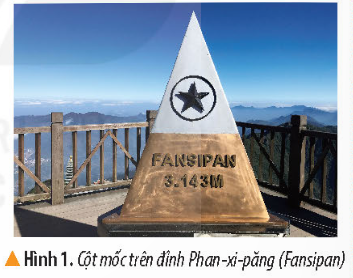 FANSIPAN
3.143M
Hình 1. Cột mốc trên đỉnh Phan-xi-păng (Fansipan)